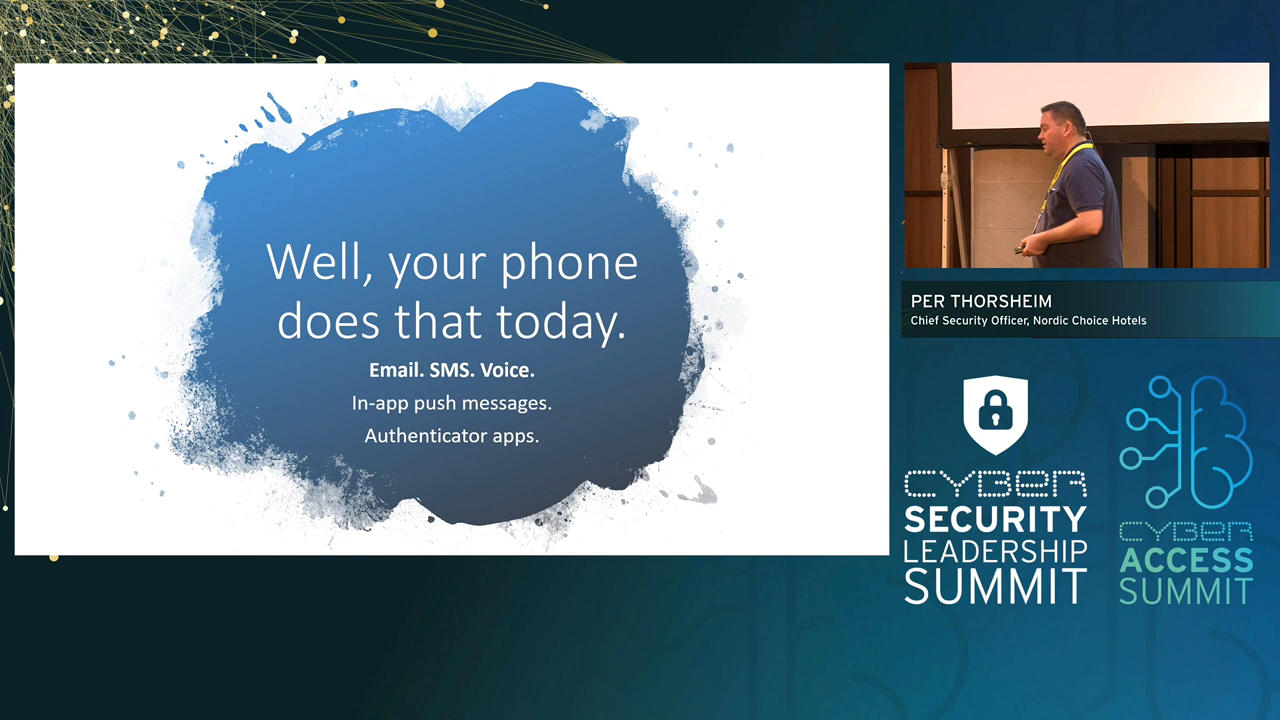 Well, your phone
does that today.
Email. SMS. Voice.
In-app push messages.
Authenticator apps.
PER THORSHEIM
Chief Security Officer, Nordic Choice Hotels
CYBER
SECURITY
LEADERSHIP
SUMMIT
CYBER
ACCESS
SUMMIT